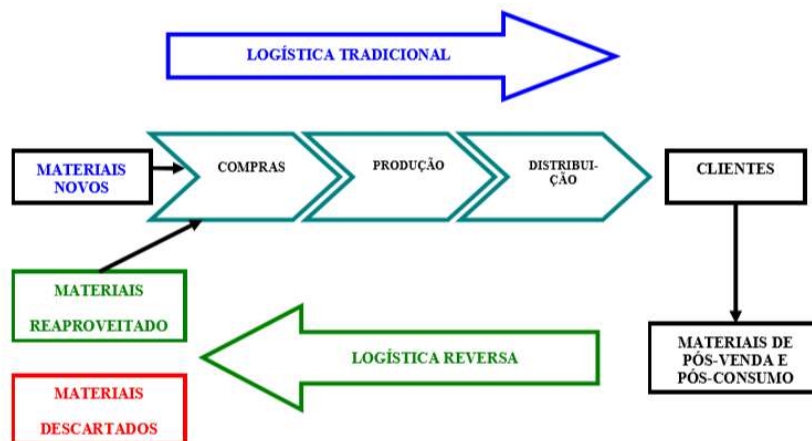 LOGÍSTICA TRADICIONAL
MATERIAIS
NOVOS
COMPRAS
PRODUÇÃO
DISTRIBUI-
ÇÃO
CLIENTES
MATERIAIS
REAPROVEITADO
LOGÍSTICA REVERSA
MATERIAIS DE
PÓS-VENDA E
PÓS-CONSUMO
MATERIAIS
DESCARTADOS